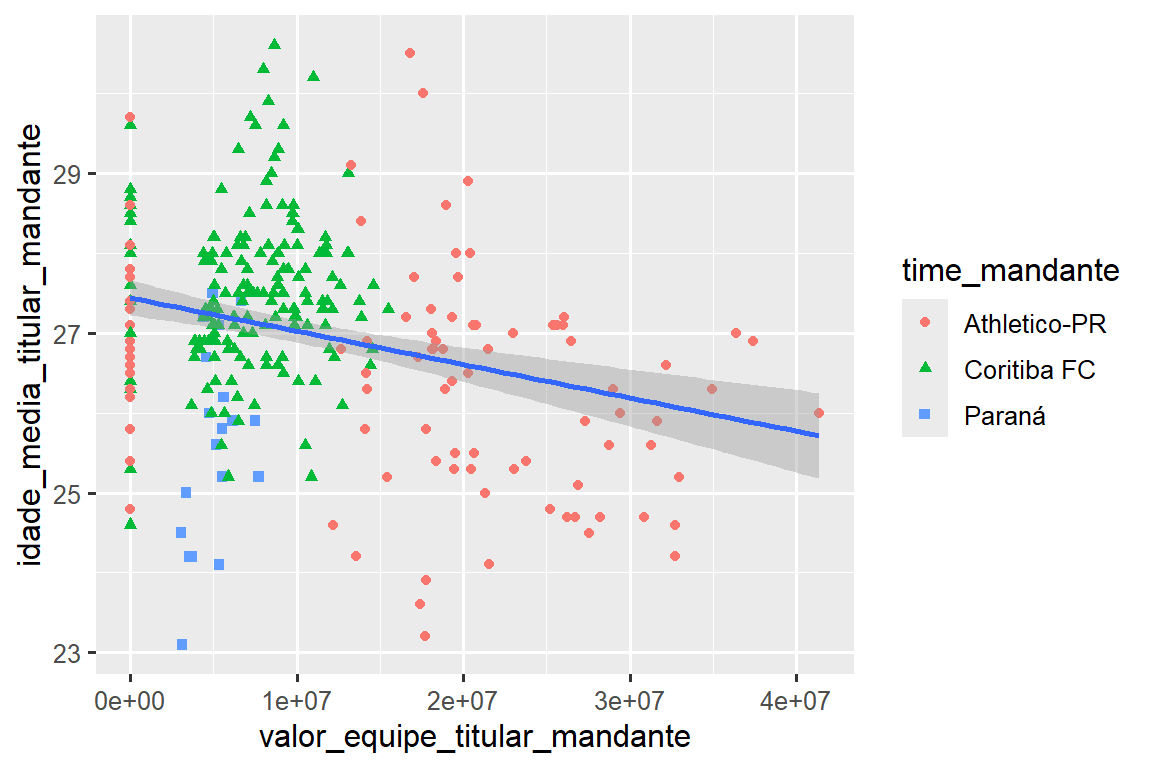 idade_media_titular_mandante
29
27
25
23
0e+00 1e+07 2e+07 3e+07 4e+07
valor_equipe_titular_mandante
time_mandante
Athletico-PR
Coritiba FC
Paraná